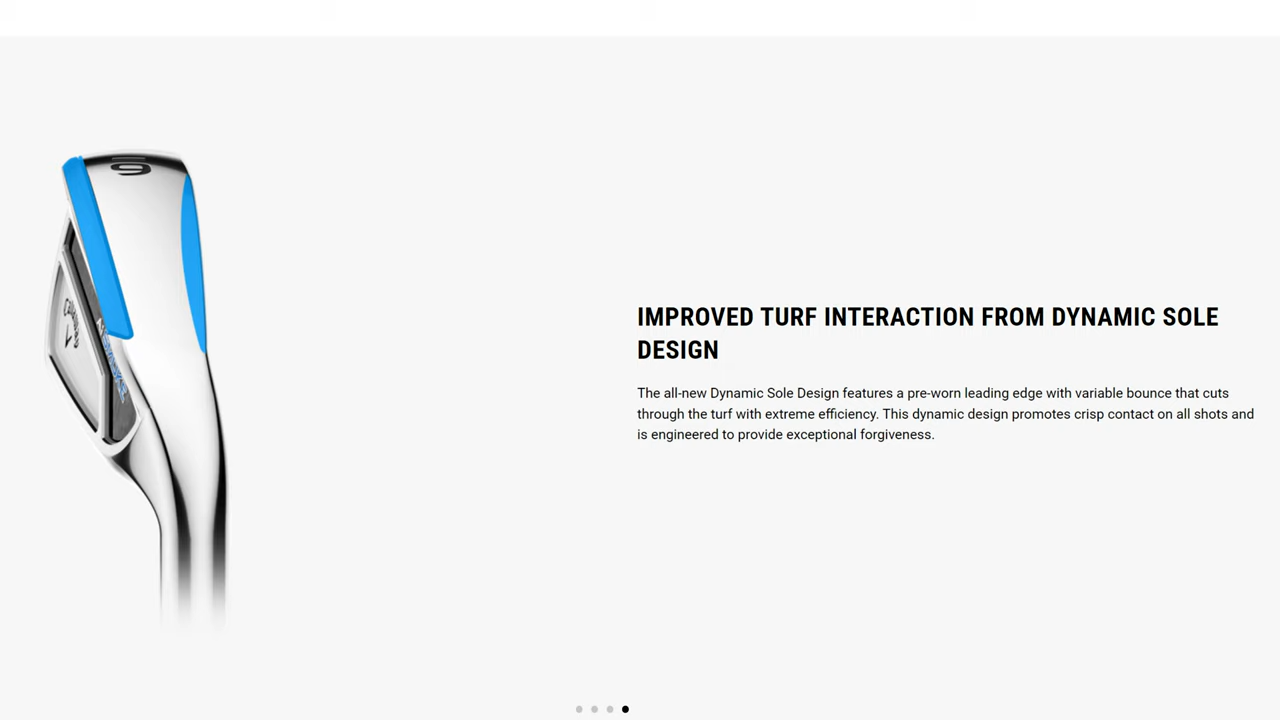 6
Callaway
IMPROVED TURF INTERACTION FROM DYNAMIC SOLE
DESIGN
The all-new Dynamic Sole Design features a pre-worn leading edge with variable bounce that cuts
through the turf with extreme efficiency. This dynamic design promotes crisp contact on all shots and
is engineered to provide exceptional forgiveness.